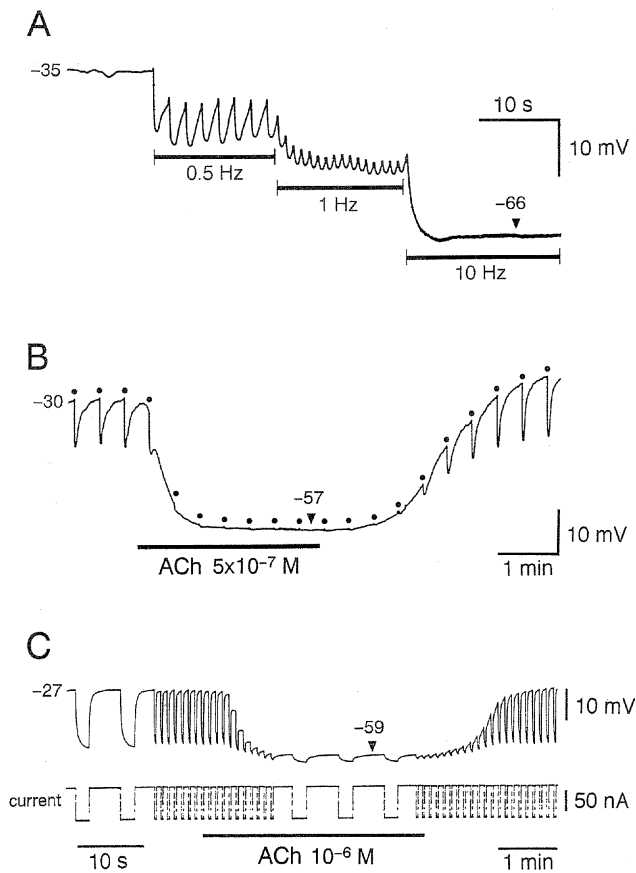 A
−35
10 s
10 mV
0.5 Hz
1 Hz
−66
10 Hz
B
−30
−57
10 mV
ACh 5x10⁻⁷ M
1 min
C
−27
10 mV
−59
current
50 nA
10 s
ACh 10⁻⁶ M
1 min